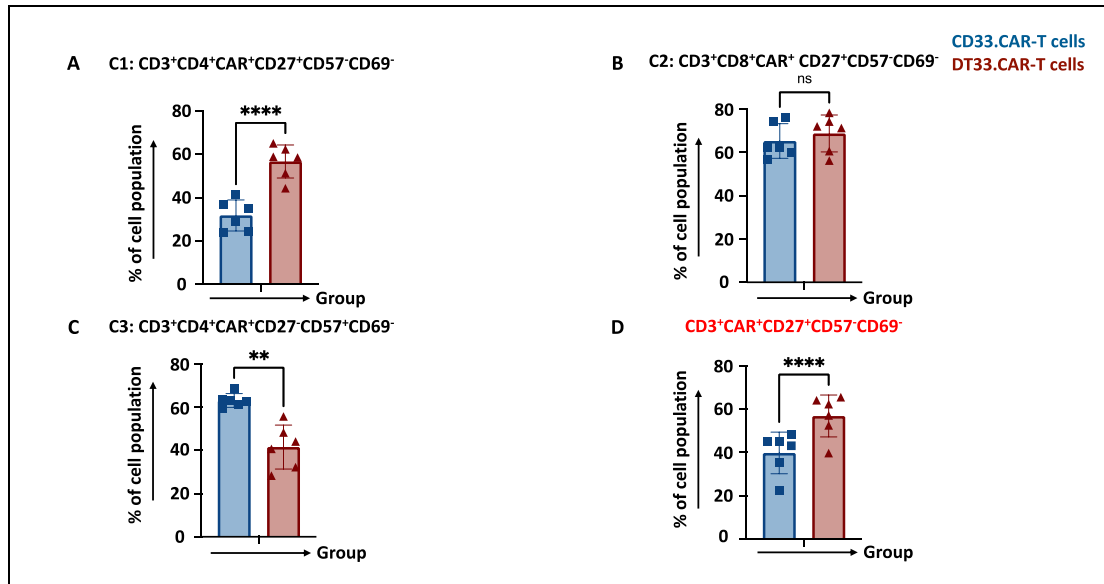 CD33.CAR-T cells
DT33.CAR-T cells
A
C1: CD3⁺CD4⁺CAR⁺CD27⁺CD57⁻CD69⁻
****
% of cell population
80
60
40
20
0
Group
B
C2: CD3⁺CD8⁺CAR⁺ CD27⁺CD57⁻CD69⁻
ns
% of cell population
80
60
40
20
0
Group
C
C3: CD3⁺CD4⁺CAR⁺CD27⁻CD57⁺CD69⁻
**
% of cell population
80
60
40
20
0
Group
D
CD3⁺CAR⁺CD27⁺CD57⁻CD69⁻
****
% of cell population
80
60
40
20
0
Group